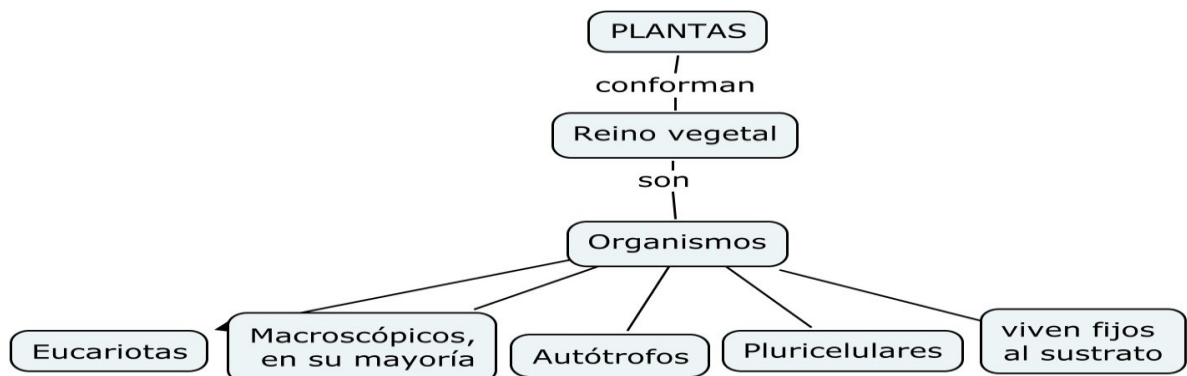 PLANTAS
conforman
Reino vegetal
son
Organismos
Eucariotas
Macroscópicos,
en su mayoría
Autótrofos
Pluricelulares
viven fijos
al sustrato